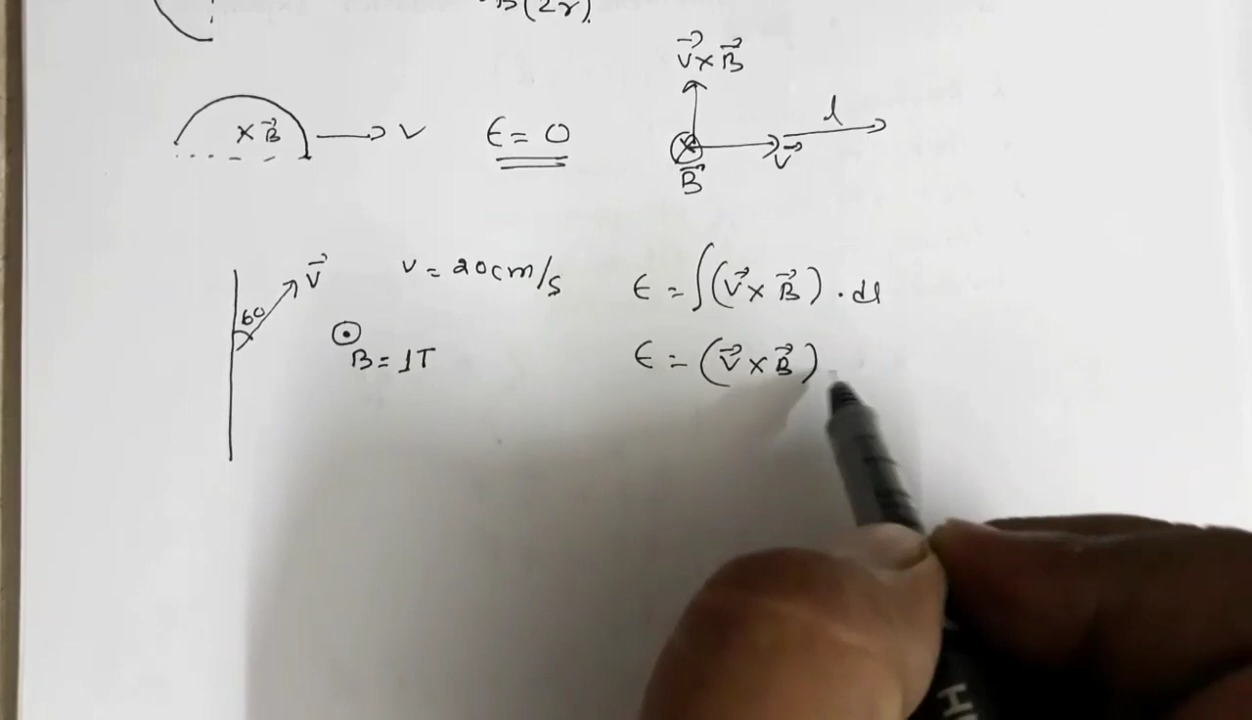 B(2r).
V⃗ x B⃗
x B⃗ → V
ϵ = 0
l
V⃗
B⃗
60
V⃗
v = 20cm/s
ϵ = ∫(V⃗ x B⃗) . dl
B = 1T
ϵ = (V⃗ x B⃗)
H